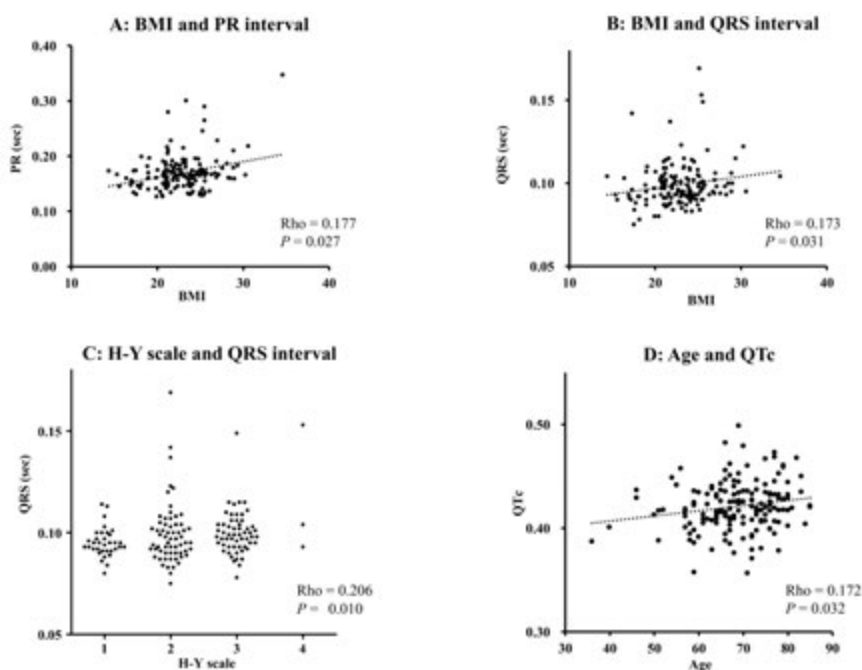 A: BMI and PR interval
0.40
0.30
0.20
0.10
0.00
PR (sec)
Rho = 0.177
P = 0.027
10
20
30
40
BMI
B: BMI and QRS interval
0.15
0.10
0.05
QRS (sec)
Rho = 0.173
P = 0.031
10
20
30
40
BMI
C: H-Y scale and QRS interval
0.15
0.10
0.05
QRS (sec)
Rho = 0.206
P = 0.010
1
2
3
4
H-Y scale
D: Age and QTc
0.50
0.40
0.30
QTc
Rho = 0.172
P = 0.032
30
40
50
60
70
80
90
Age